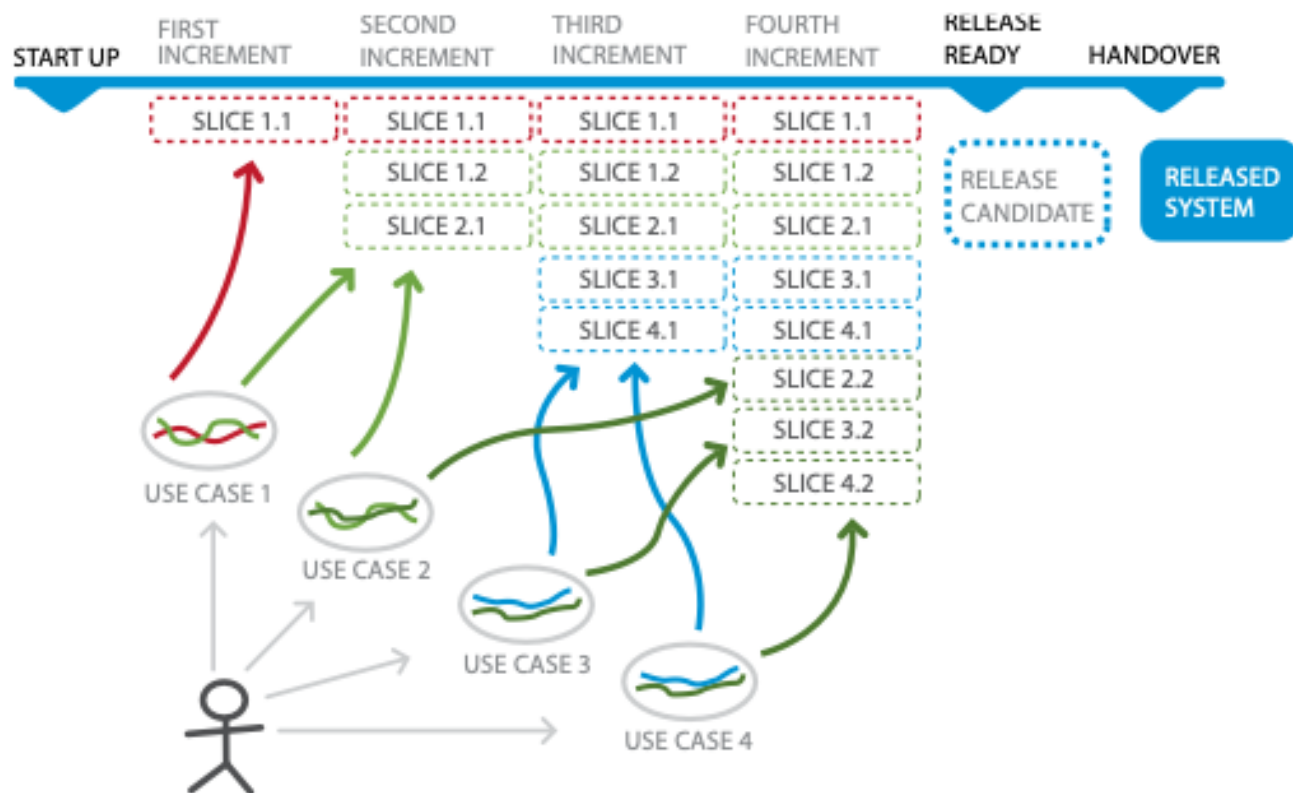 START UP
FIRST
INCREMENT
SECOND
INCREMENT
THIRD
INCREMENT
FOURTH
INCREMENT
RELEASE
READY
HANDOVER
SLICE 1.1
SLICE 1.1
SLICE 1.1
SLICE 1.1
SLICE 1.2
SLICE 1.2
SLICE 1.2
SLICE 2.1
SLICE 2.1
SLICE 2.1
SLICE 3.1
SLICE 3.1
SLICE 4.1
SLICE 4.1
SLICE 2.2
SLICE 3.2
SLICE 4.2
RELEASE
CANDIDATE
RELEASED
SYSTEM
USE CASE 1
USE CASE 2
USE CASE 3
USE CASE 4